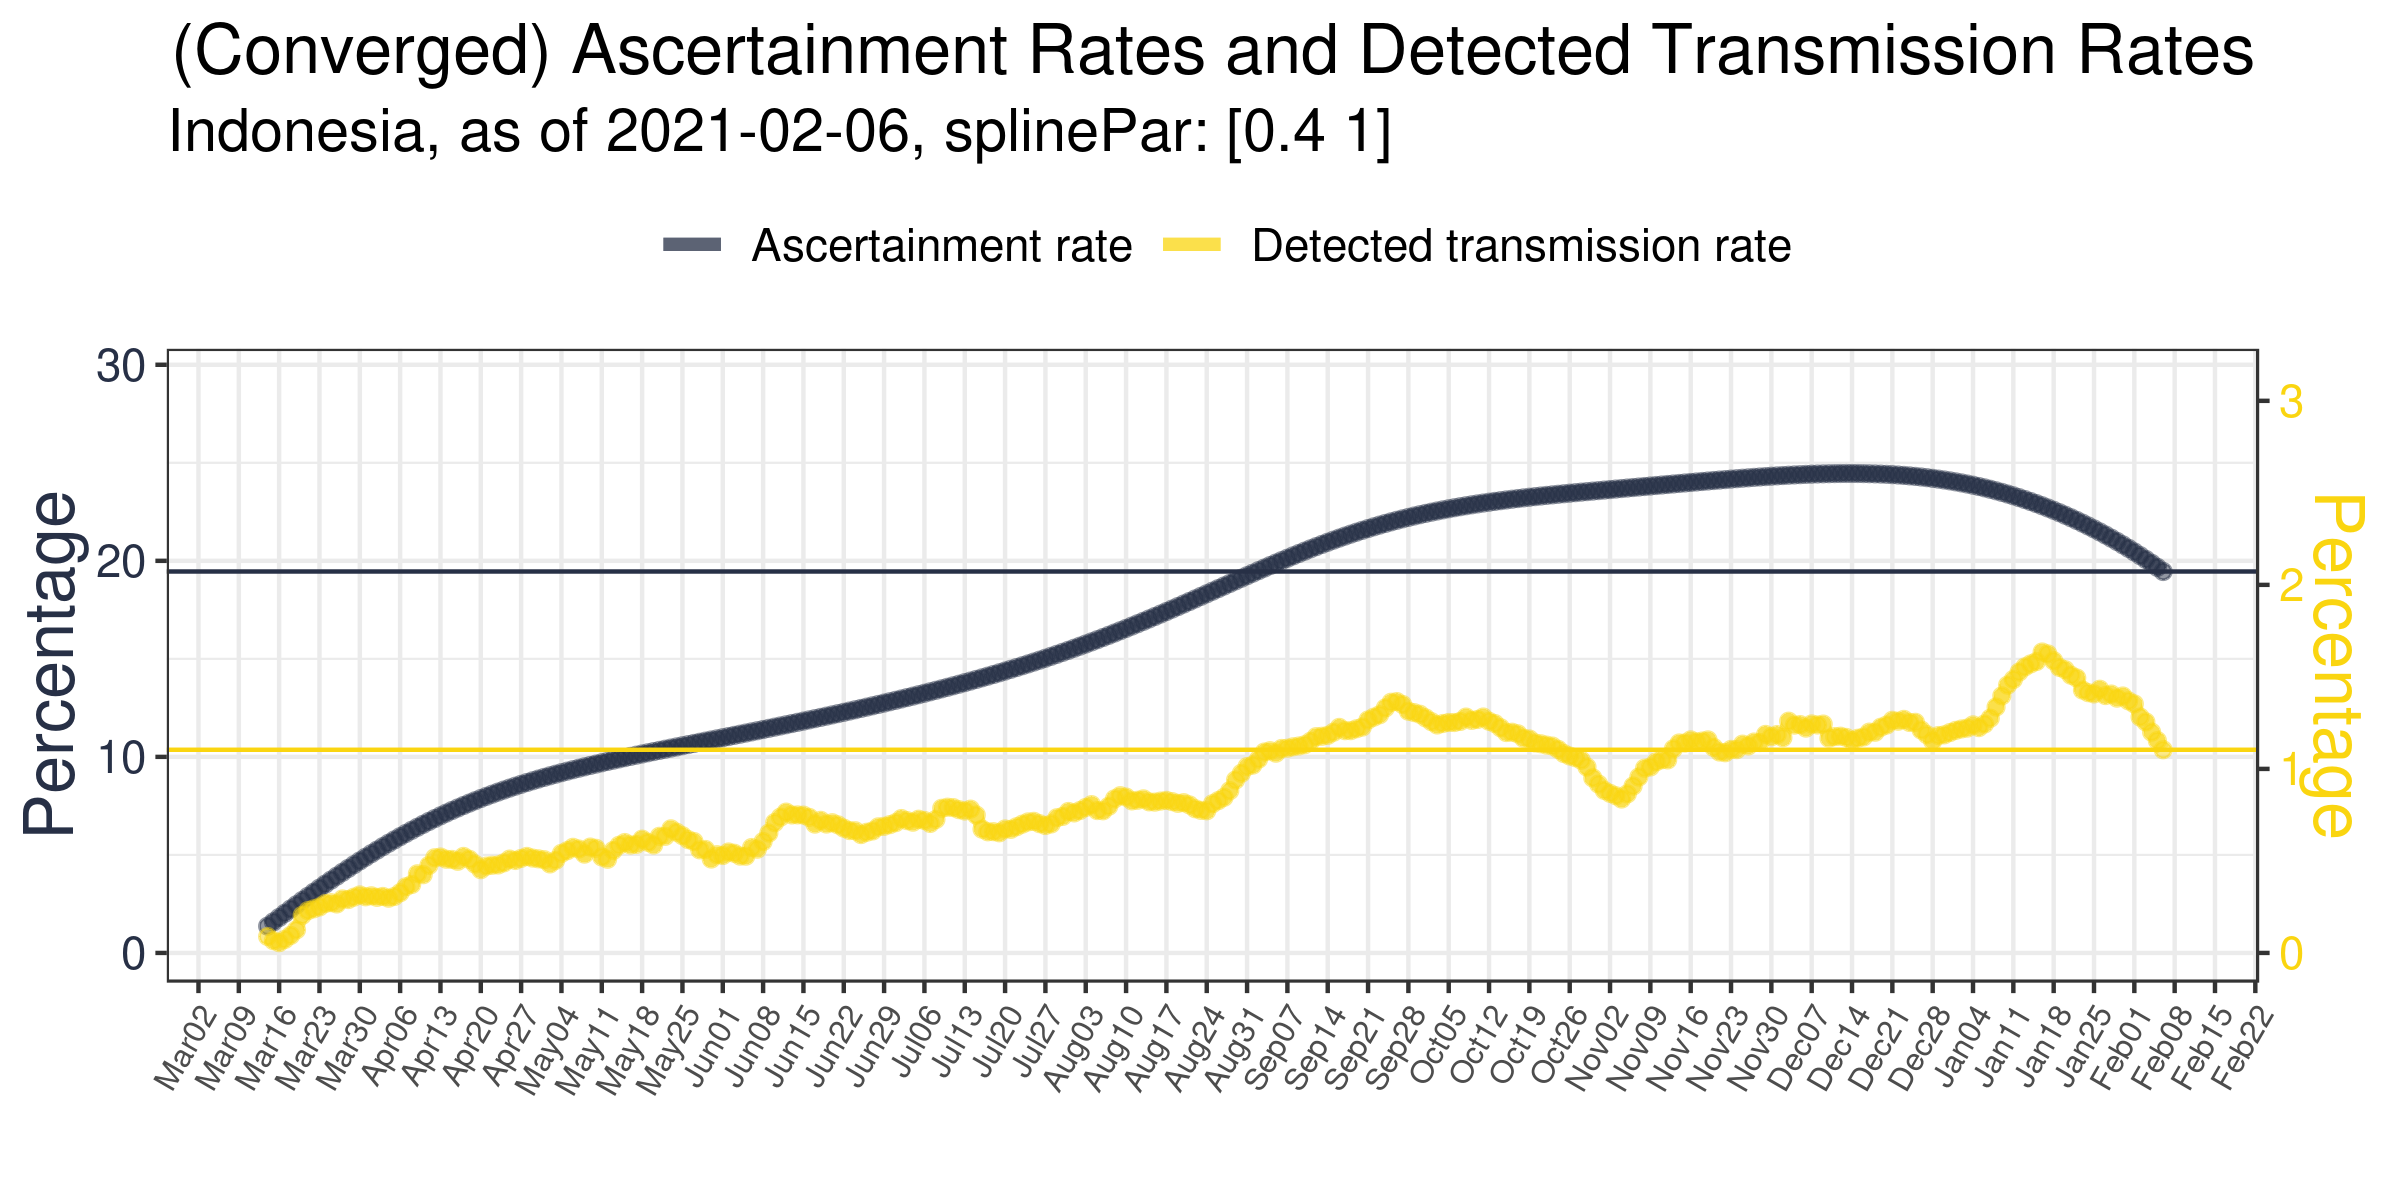 (Converged) Ascertainment Rates and Detected Transmission Rates
Indonesia, as of 2021-02-06, splinePar: [0.4 1]
Ascertainment rate
Detected transmission rate
Percentage
30
20
10
0
3
2
1
0
Percentage
Mar02
Mar09
Mar16
Mar23
Mar30
Apr06
Apr13
Apr20
Apr27
May04
May11
May18
May25
Jun01
Jun08
Jun15
Jun22
Jun29
Jul06
Jul13
Jul20
Jul27
Aug03
Aug10
Aug17
Aug24
Aug31
Sep07
Sep14
Sep21
Sep28
Oct05
Oct12
Oct19
Oct26
Nov02
Nov09
Nov16
Nov23
Nov30
Dec07
Dec14
Dec21
Dec28
Jan04
Jan11
Jan18
Jan25
Feb01
Feb08
Feb15
Feb22